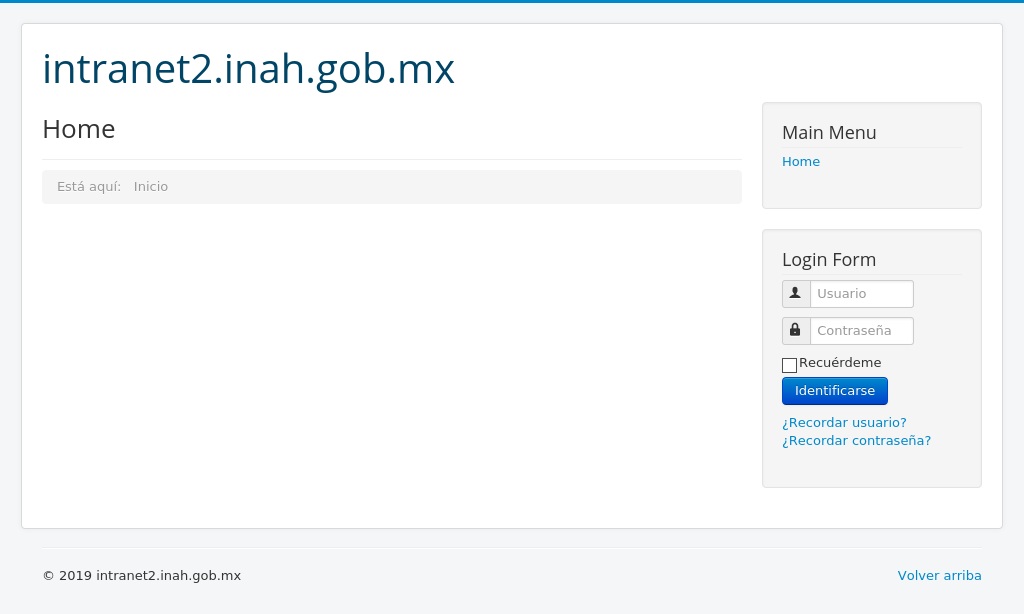 intranet2.inah.gob.mx
Home
Está aquí: Inicio
Main Menu
Home
Login Form
Usuario
Contraseña
Recuérdeme
Identificarse
¿Recordar usuario?
¿Recordar contraseña?
© 2019 intranet2.inah.gob.mx
Volver arriba